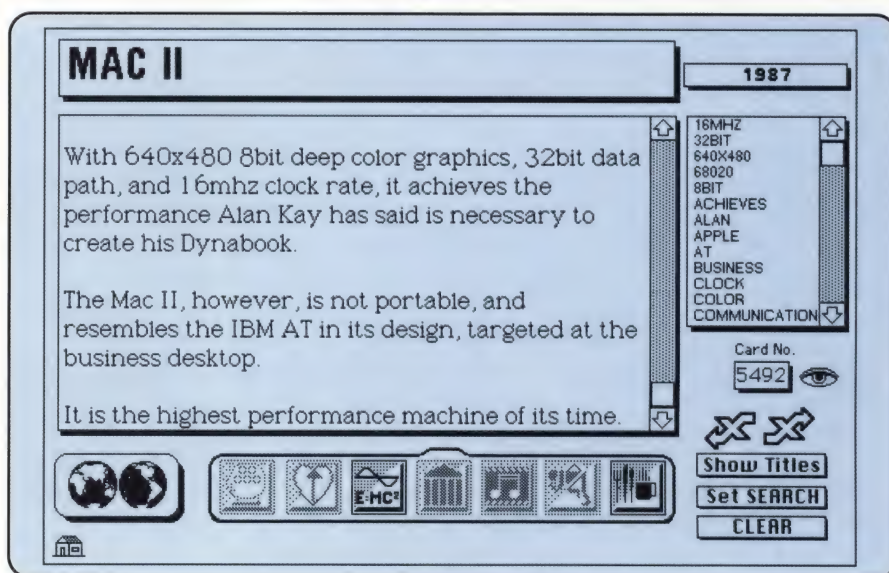 MAC II
1987
With 640x480 8bit deep color graphics, 32bit data
path, and 16mhz clock rate, it achieves the
performance Alan Kay has said is necessary to
create his Dynabook.
The Mac II, however, is not portable, and
resembles the IBM AT in its design, targeted at the
business desktop.
It is the highest performance machine of its time.
16MHZ
32BIT
640X480
68020
8BIT
ACHIEVES
ALAN
APPLE
AT
BUSINESS
CLOCK
COLOR
COMMUNICATION
Card No.
5492
E=MC²
Show Titles
Set SEARCH
CLEAR